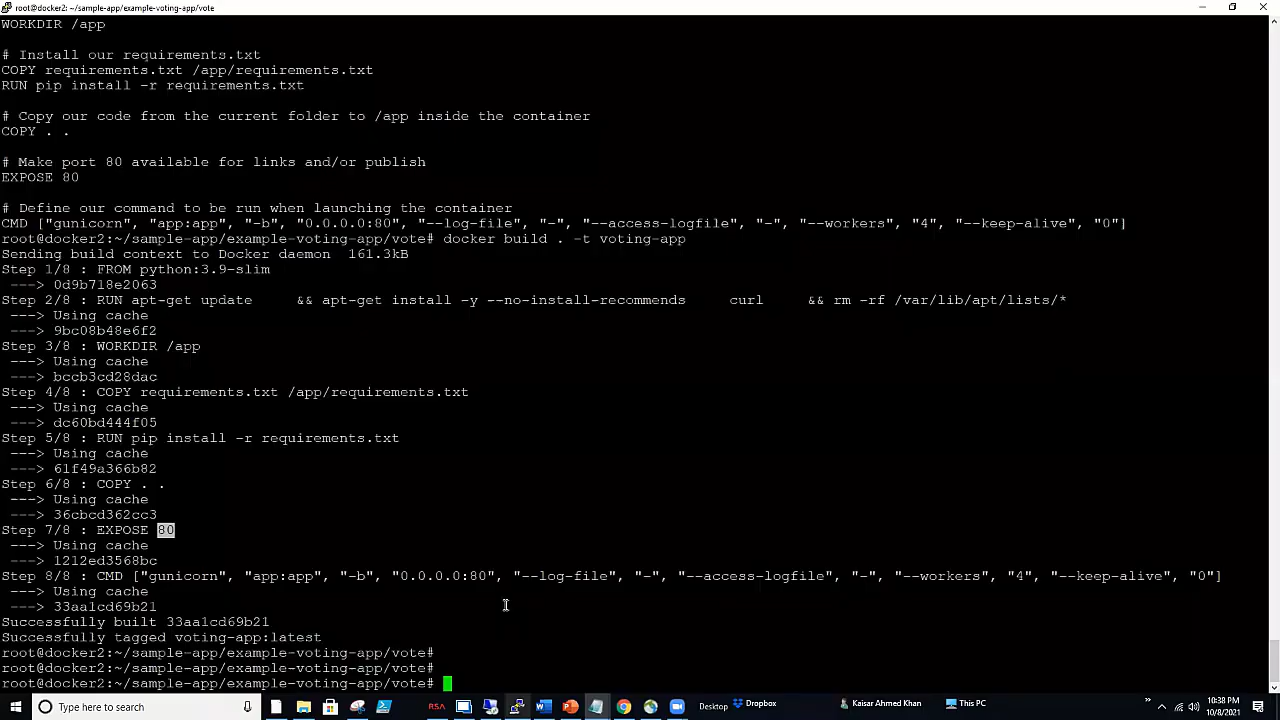 root@docker2:~/sample-app/example-voting-app/vote
WORKDIR /app
# Install our requirements.txt
COPY requirements.txt /app/requirements.txt
RUN pip install -r requirements.txt
# Copy our code from the current folder to /app inside the container
COPY . .
# Make port 80 available for links and/or publish
EXPOSE 80
# Define our command to be run when launching the container
CMD ["gunicorn", "app:app", "-b", "0.0.0.0:80", "--log-file", "-", "--access-logfile", "-", "--workers", "4", "--keep-alive", "0"]
root@docker2:~/sample-app/example-voting-app/vote# docker build . -t voting-app
Sending build context to Docker daemon  161.3kB
Step 1/8 : FROM python:3.9-slim
---> 0d9b718e2063
Step 2/8 : RUN apt-get update     && apt-get install -y --no-install-recommends     curl     && rm -rf /var/lib/apt/lists/*
---> Using cache
---> 9bc08b48e6f2
Step 3/8 : WORKDIR /app
---> Using cache
---> bccb3cd28dac
Step 4/8 : COPY requirements.txt /app/requirements.txt
---> Using cache
---> dc60bd444f05
Step 5/8 : RUN pip install -r requirements.txt
---> Using cache
---> 61f49a366b82
Step 6/8 : COPY . .
---> Using cache
---> 36cbcd362cc3
Step 7/8 : EXPOSE 80
---> Using cache
---> 1212ed3568bc
Step 8/8 : CMD ["gunicorn", "app:app", "-b", "0.0.0.0:80", "--log-file", "-", "--access-logfile", "-", "--workers", "4", "--keep-alive", "0"]
---> Using cache
---> 33aa1cd69b21
Successfully built 33aa1cd69b21
Successfully tagged voting-app:latest
root@docker2:~/sample-app/example-voting-app/vote#
root@docker2:~/sample-app/example-voting-app/vote#
root@docker2:~/sample-app/example-voting-app/vote#
Type here to search
RSA
Desktop
Dropbox
Kaisar Ahmed Khan
This PC
10:38 PM
10/8/2021